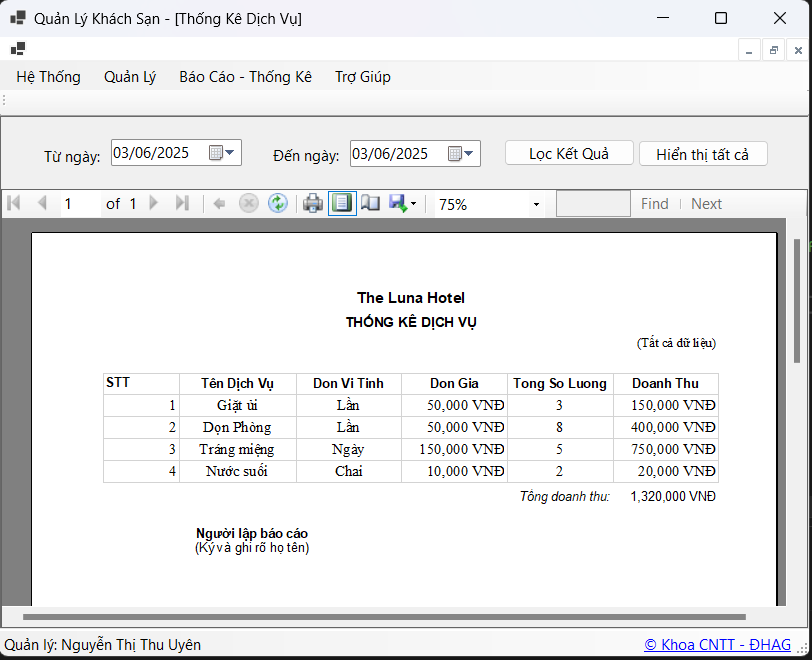 Quản Lý Khách Sạn - [Thống Kê Dịch Vụ]
Hệ Thống Quản Lý Báo Cáo - Thống Kê Trợ Giúp
Từ ngày: 03/06/2025 Đến ngày: 03/06/2025 Lọc Kết Quả Hiển thị tất cả
1 of 1 75% Find | Next
The Luna Hotel
THỐNG KÊ DỊCH VỤ
(Tất cả dữ liệu)
STT Tên Dịch Vụ Don Vi Tinh Don Gia Tong So Luong Doanh Thu
1 Giặt ủi Lần 50,000 VNĐ 3 150,000 VNĐ
2 Dọn Phòng Lần 50,000 VNĐ 8 400,000 VNĐ
3 Tráng miệng Ngày 150,000 VNĐ 5 750,000 VNĐ
4 Nước suối Chai 10,000 VNĐ 2 20,000 VNĐ
Tổng doanh thu: 1,320,000 VNĐ
Người lập báo cáo
(Ký và ghi rõ họ tên)
Quản lý: Nguyễn Thị Thu Uyên © Khoa CNTT - ĐHAG